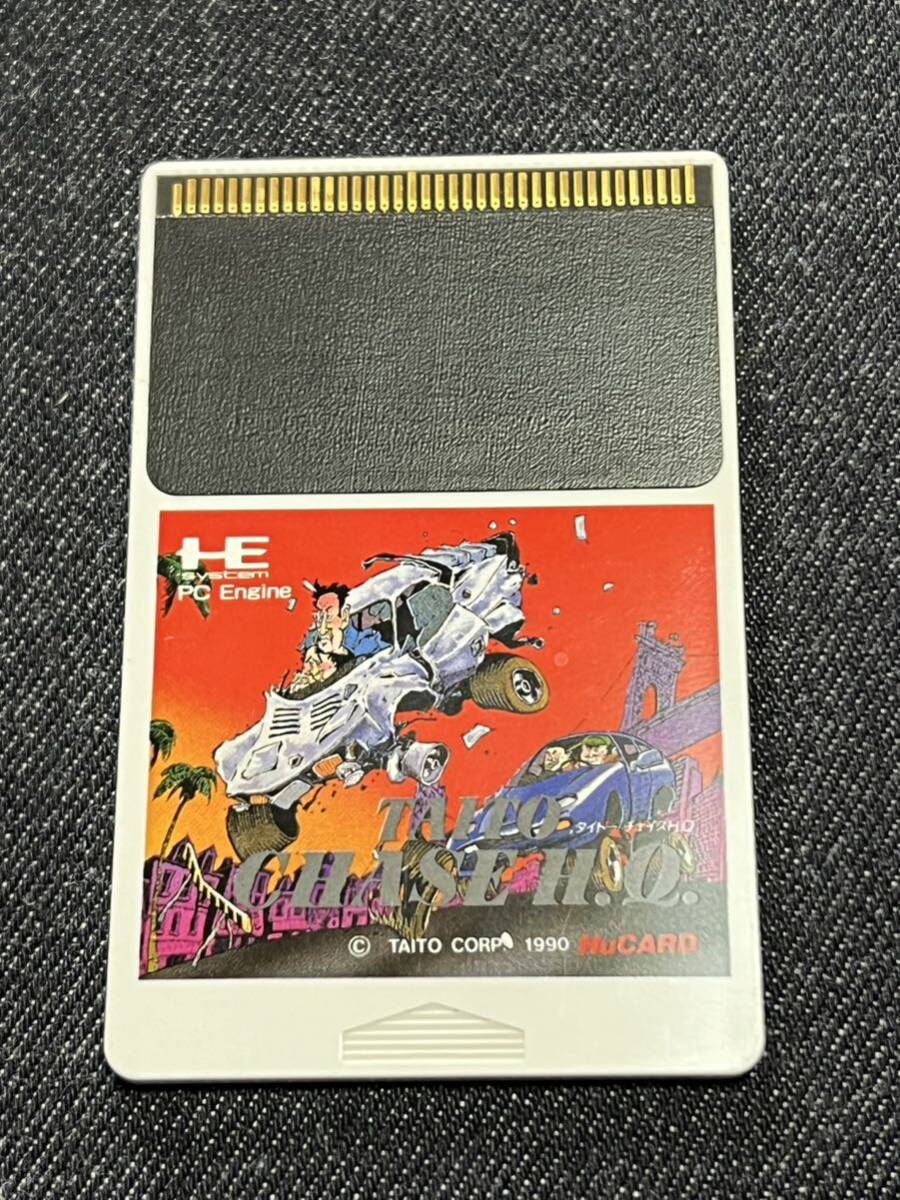 HE
system
PC Engine
TAITO
タイトーチェイスH.Q
CHASE H.Q.
© TAITO CORP. 1990 HuCARD